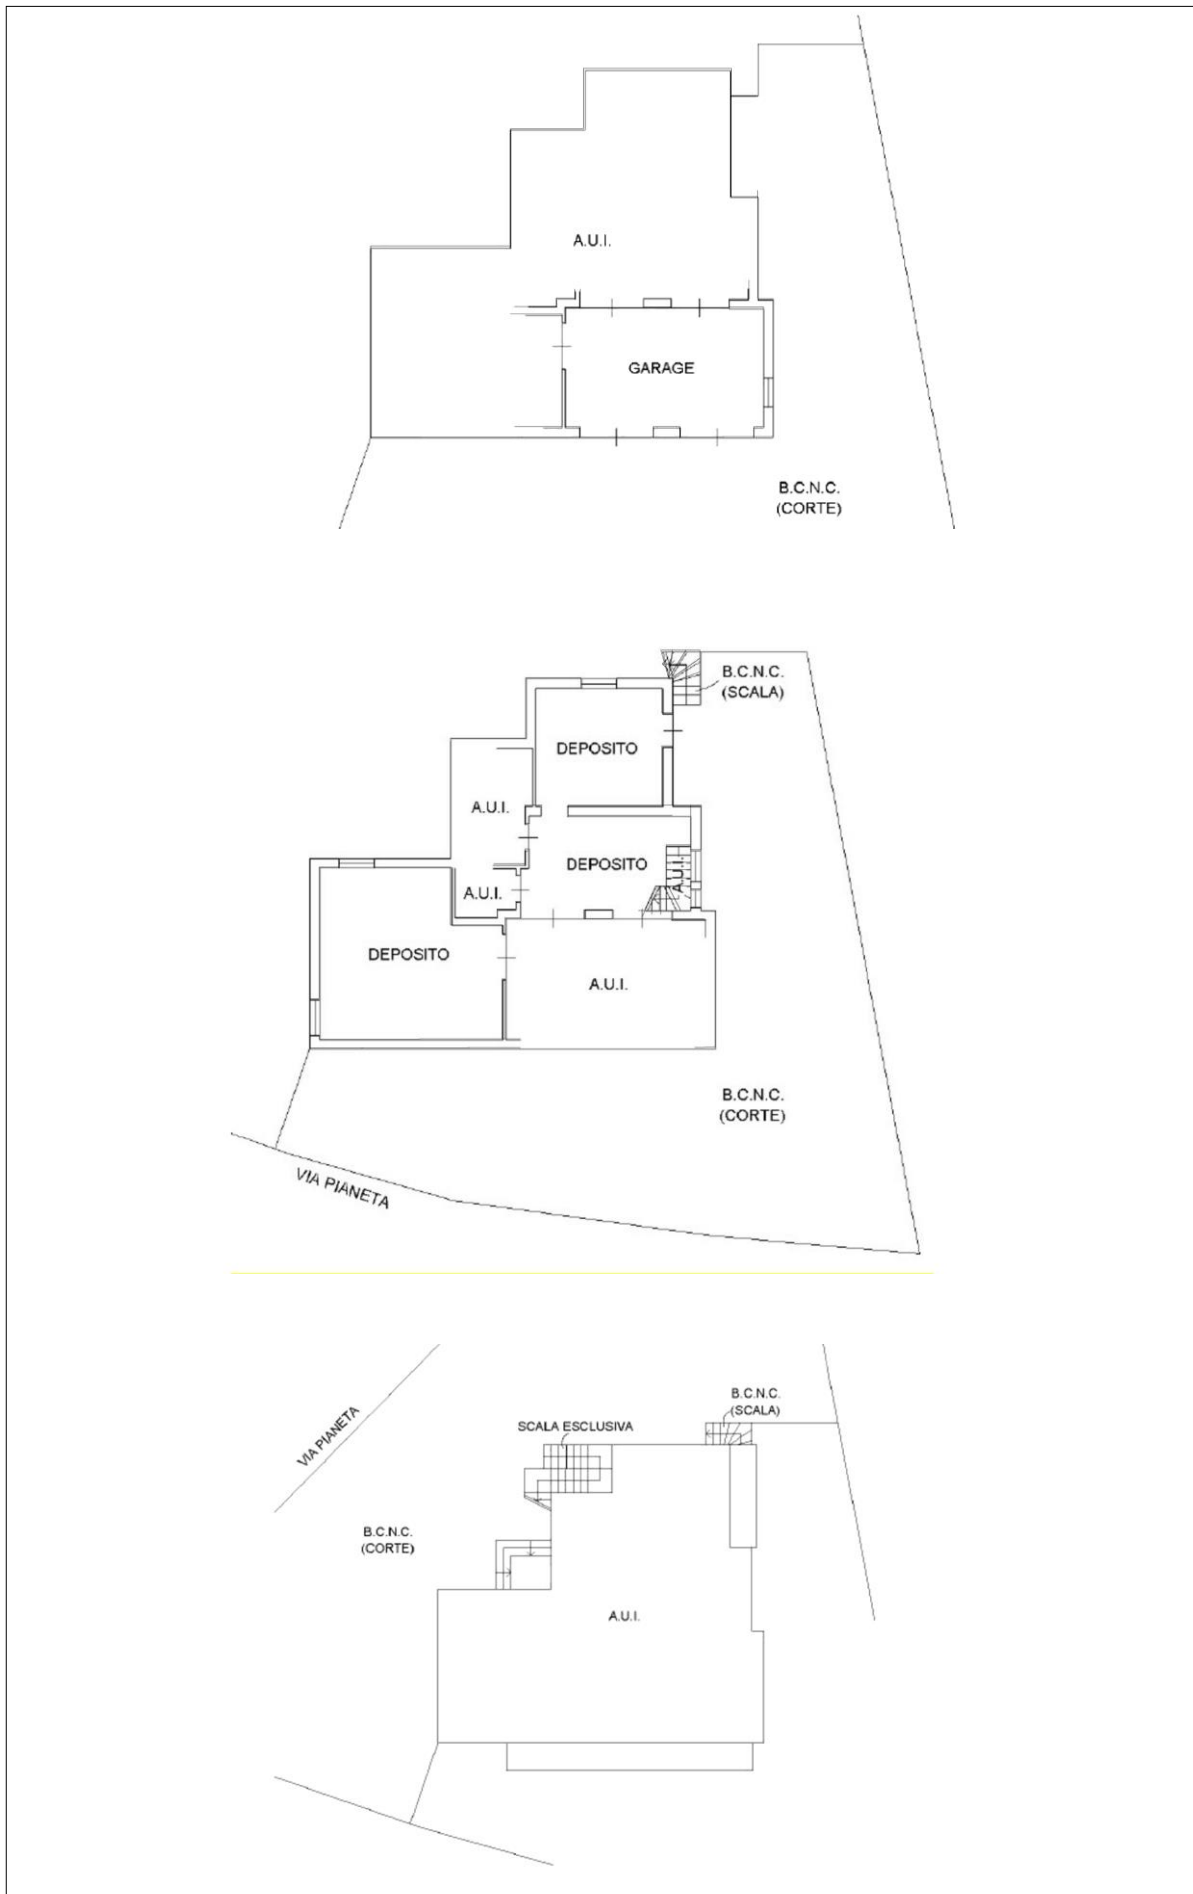 A.U.I.
GARAGE
B.C.N.C.
(CORTE)
B.C.N.C.
(SCALA)
DEPOSITO
A.U.I.
DEPOSITO
A.U.I.
A.U.I.
DEPOSITO
A.U.I.
B.C.N.C.
(CORTE)
VIA PIANETA
B.C.N.C.
(SCALA)
SCALA ESCLUSIVA
VIA PIANETA
B.C.N.C.
(CORTE)
A.U.I.